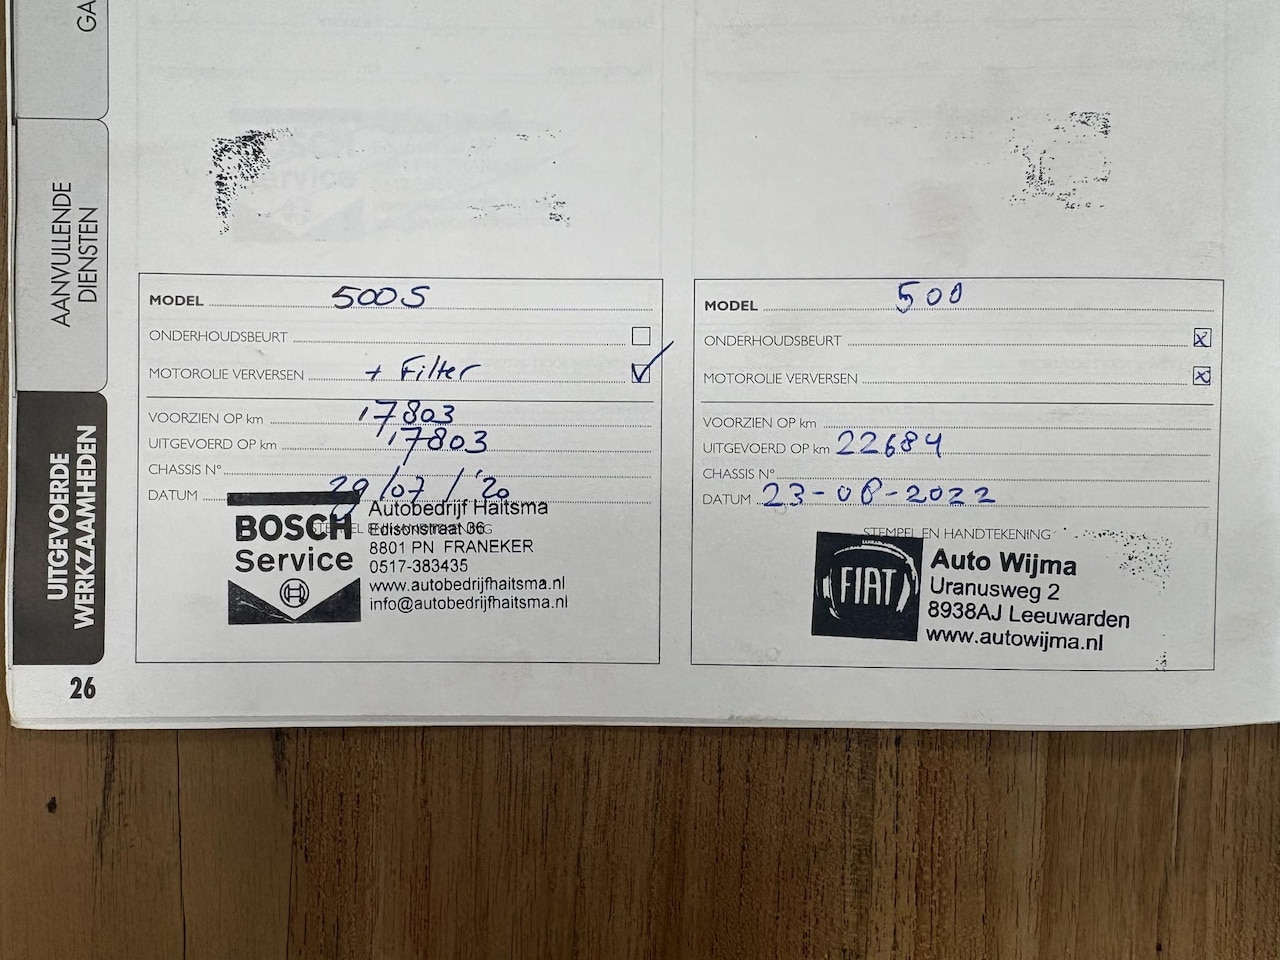 GA
AANVULLENDE
DIENSTEN
UITGEVOERDE
WERKZAAMHEDEN
26
MODEL 500S
ONDERHOUDSBEURT
MOTOROLIE VERVERSEN + Filter
VOORZIEN OP km 17803
UITGEVOERD OP km 17803
CHASSIS N°
DATUM 29/07/'20
STEMPEL EN HANDTEKENING
BOSCH
Service
Autobedrijf Haitsma
Edisonstraat 36
8801 PN FRANEKER
0517-383435
www.autobedrijfhaitsma.nl
info@autobedrijfhaitsma.nl
MODEL 500
ONDERHOUDSBEURT x
MOTOROLIE VERVERSEN x
VOORZIEN OP km
UITGEVOERD OP km 22684
CHASSIS N°
DATUM 23-08-2022
STEMPEL EN HANDTEKENING
FIAT
Auto Wijma
Uranusweg 2
8938AJ Leeuwarden
www.autowijma.nl